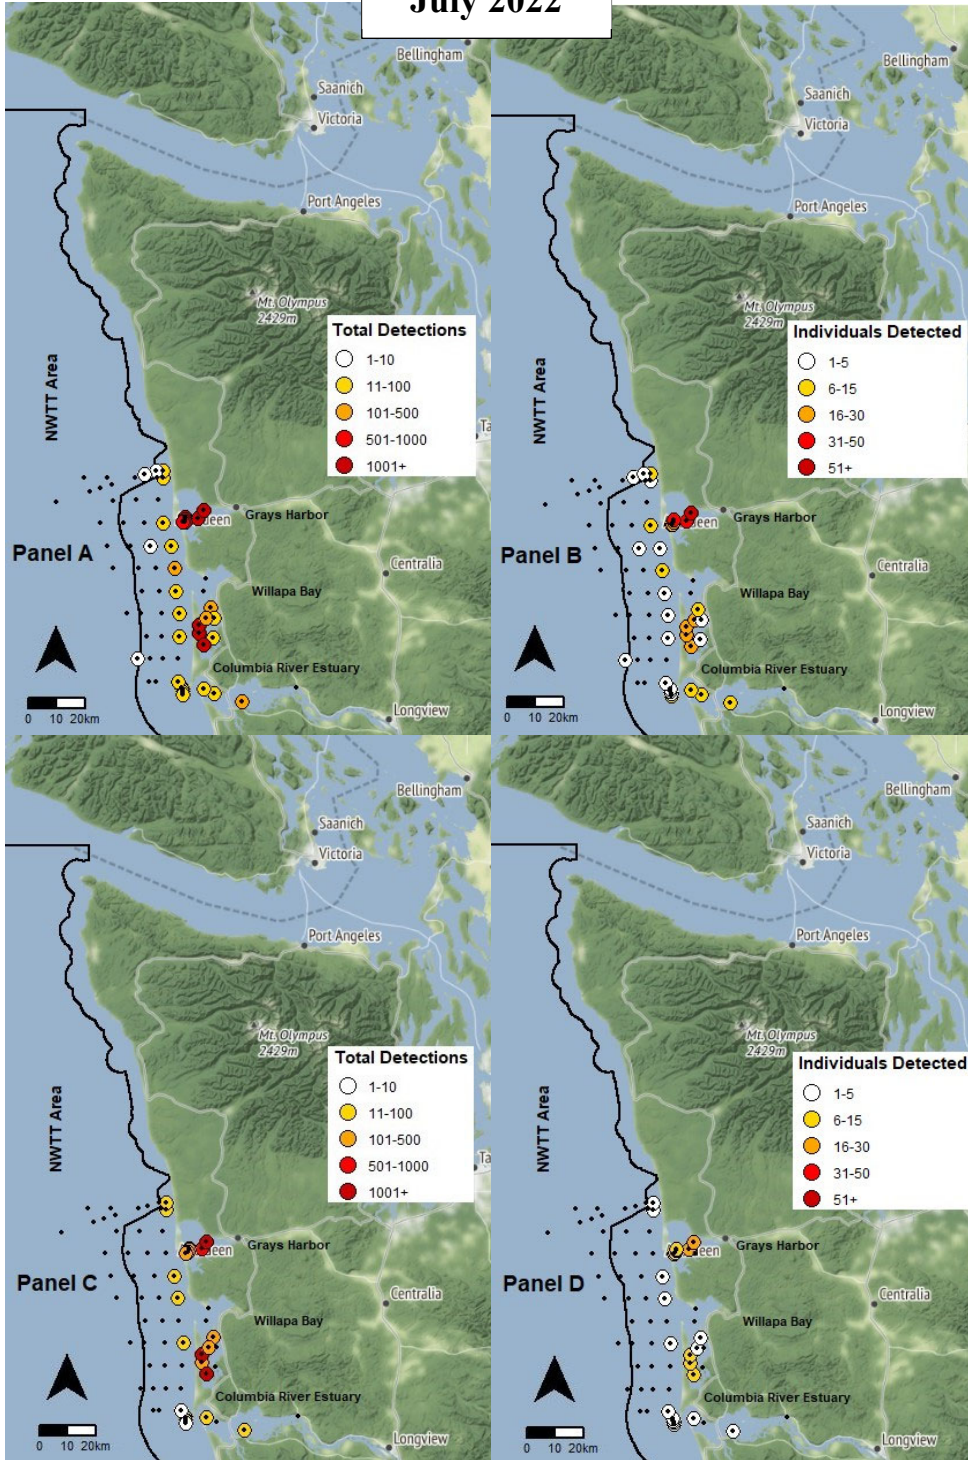 July 2022
Bellingham
Saanich
Victoria
Port Angeles
Mt. Olympus
2429m
NWTT Area
Total Detections
1-10
11-100
101-500
501-1000
1001+
Ta
Grays Harbor
een
Panel A
Centralia
Willapa Bay
Columbia River Estuary
0 10 20km
Longview
Bellingham
Saanich
Victoria
Port Angeles
Mt. Olympus
2429m
NWTT Area
Individuals Detected
1-5
6-15
16-30
31-50
51+
Grays Harbor
een
Panel B
Centralia
Willapa Bay
Columbia River Estuary
0 10 20km
Longview
Bellingham
Saanich
Victoria
Port Angeles
Mt. Olympus
2429m
NWTT Area
Total Detections
1-10
11-100
101-500
501-1000
1001+
Ta
Grays Harbor
een
Panel C
Centralia
Willapa Bay
Columbia River Estuary
0 10 20km
Longview
Bellingham
Saanich
Victoria
Port Angeles
Mt. Olympus
2429m
NWTT Area
Individuals Detected
1-5
6-15
16-30
31-50
51+
Grays Harbor
een
Panel D
Centralia
Willapa Bay
Columbia River Estuary
0 10 20km
Longview